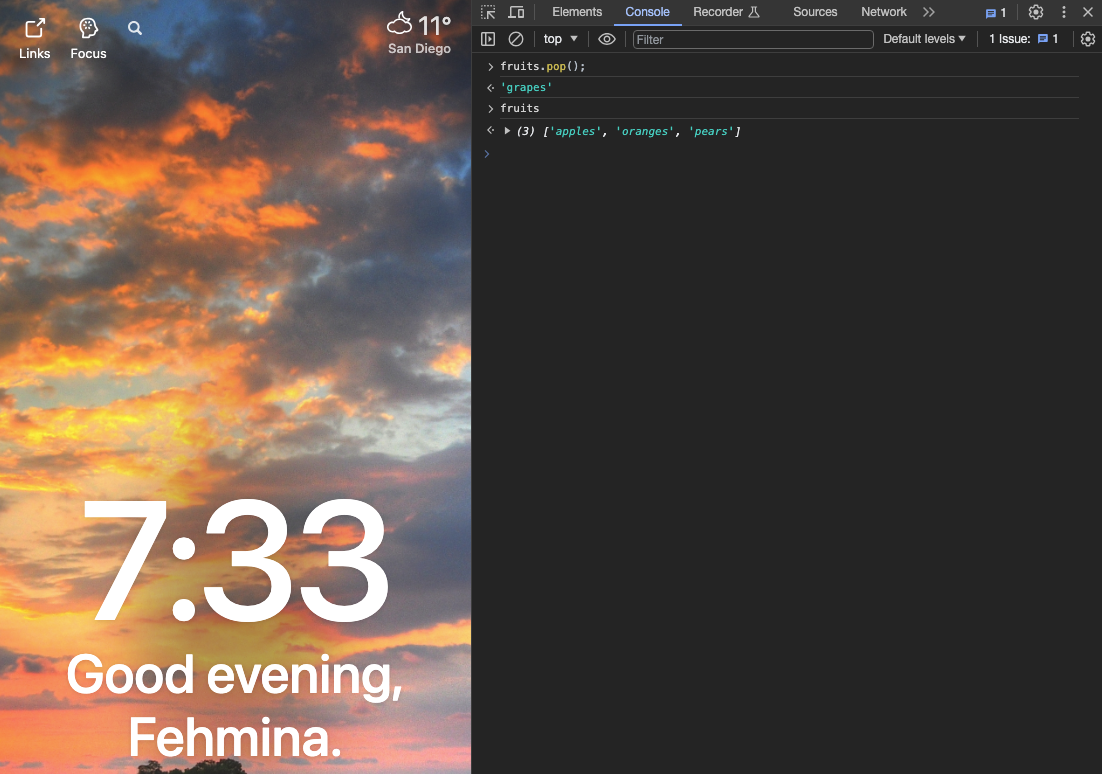 Links
Focus
11°
San Diego
7:33
Good evening,
Fehmina.
Elements Console Recorder Sources Network 1
top Filter Default levels 1 Issue: 1
fruits.pop();
'grapes'
fruits
(3) ['apples', 'oranges', 'pears']